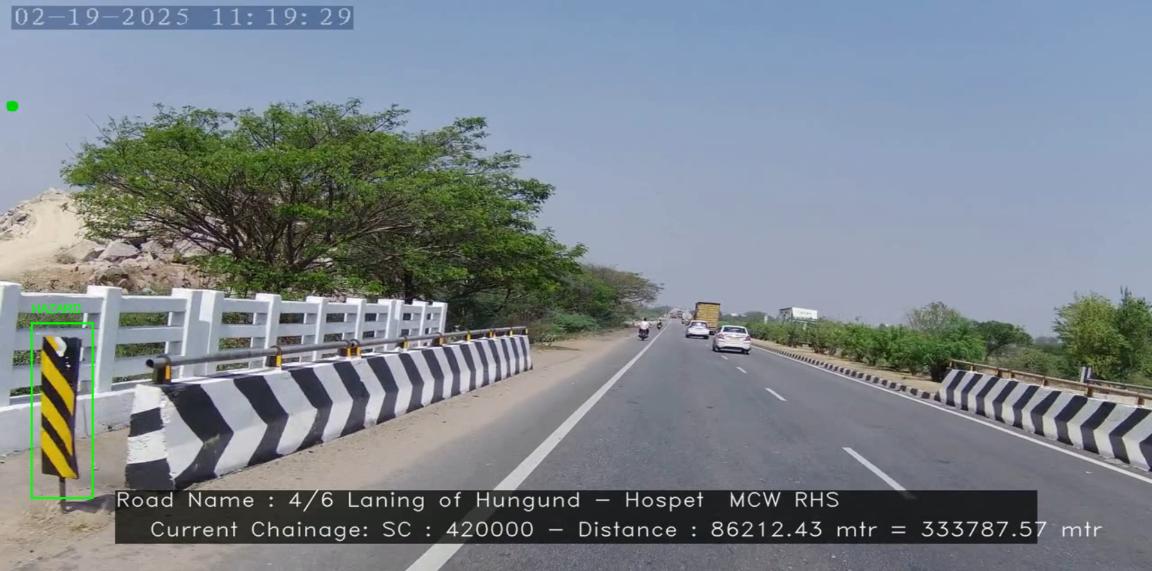 02-19-2025 11:19:29
HAZARD
Road Name : 4/6 Laning of Hungund - Hospet MCW RHS
Current Chainage: SC : 420000 - Distance : 86212.43 mtr = 333787.57 mtr